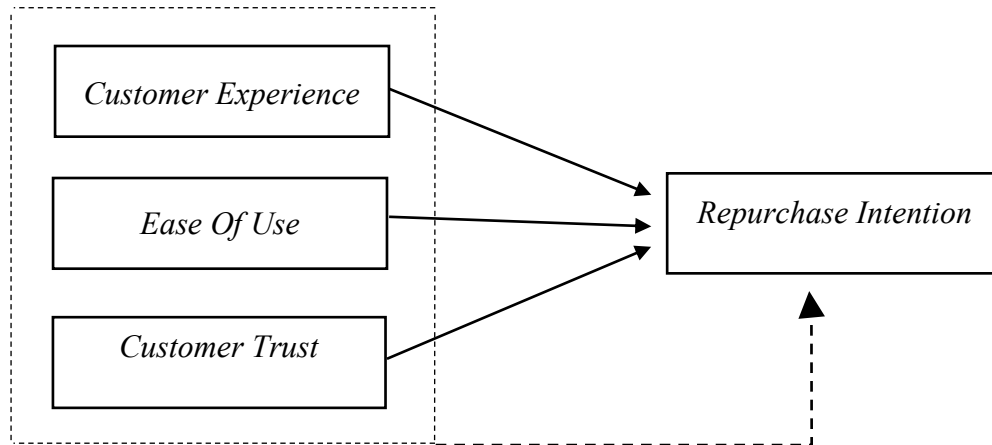 Customer Experience
Ease Of Use
Repurchase Intention
Customer Trust